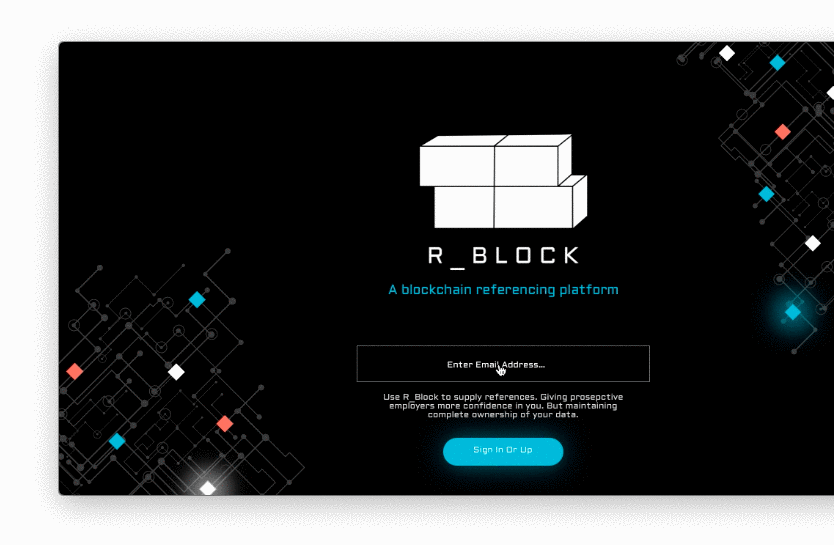 R_BLOCK
A blockchain referencing platform
Enter Email Address...
Use R_Block to supply references. Giving prosepctive
employers more confidence in you. But maintaining
complete ownership of your data.
Sign In Or Up